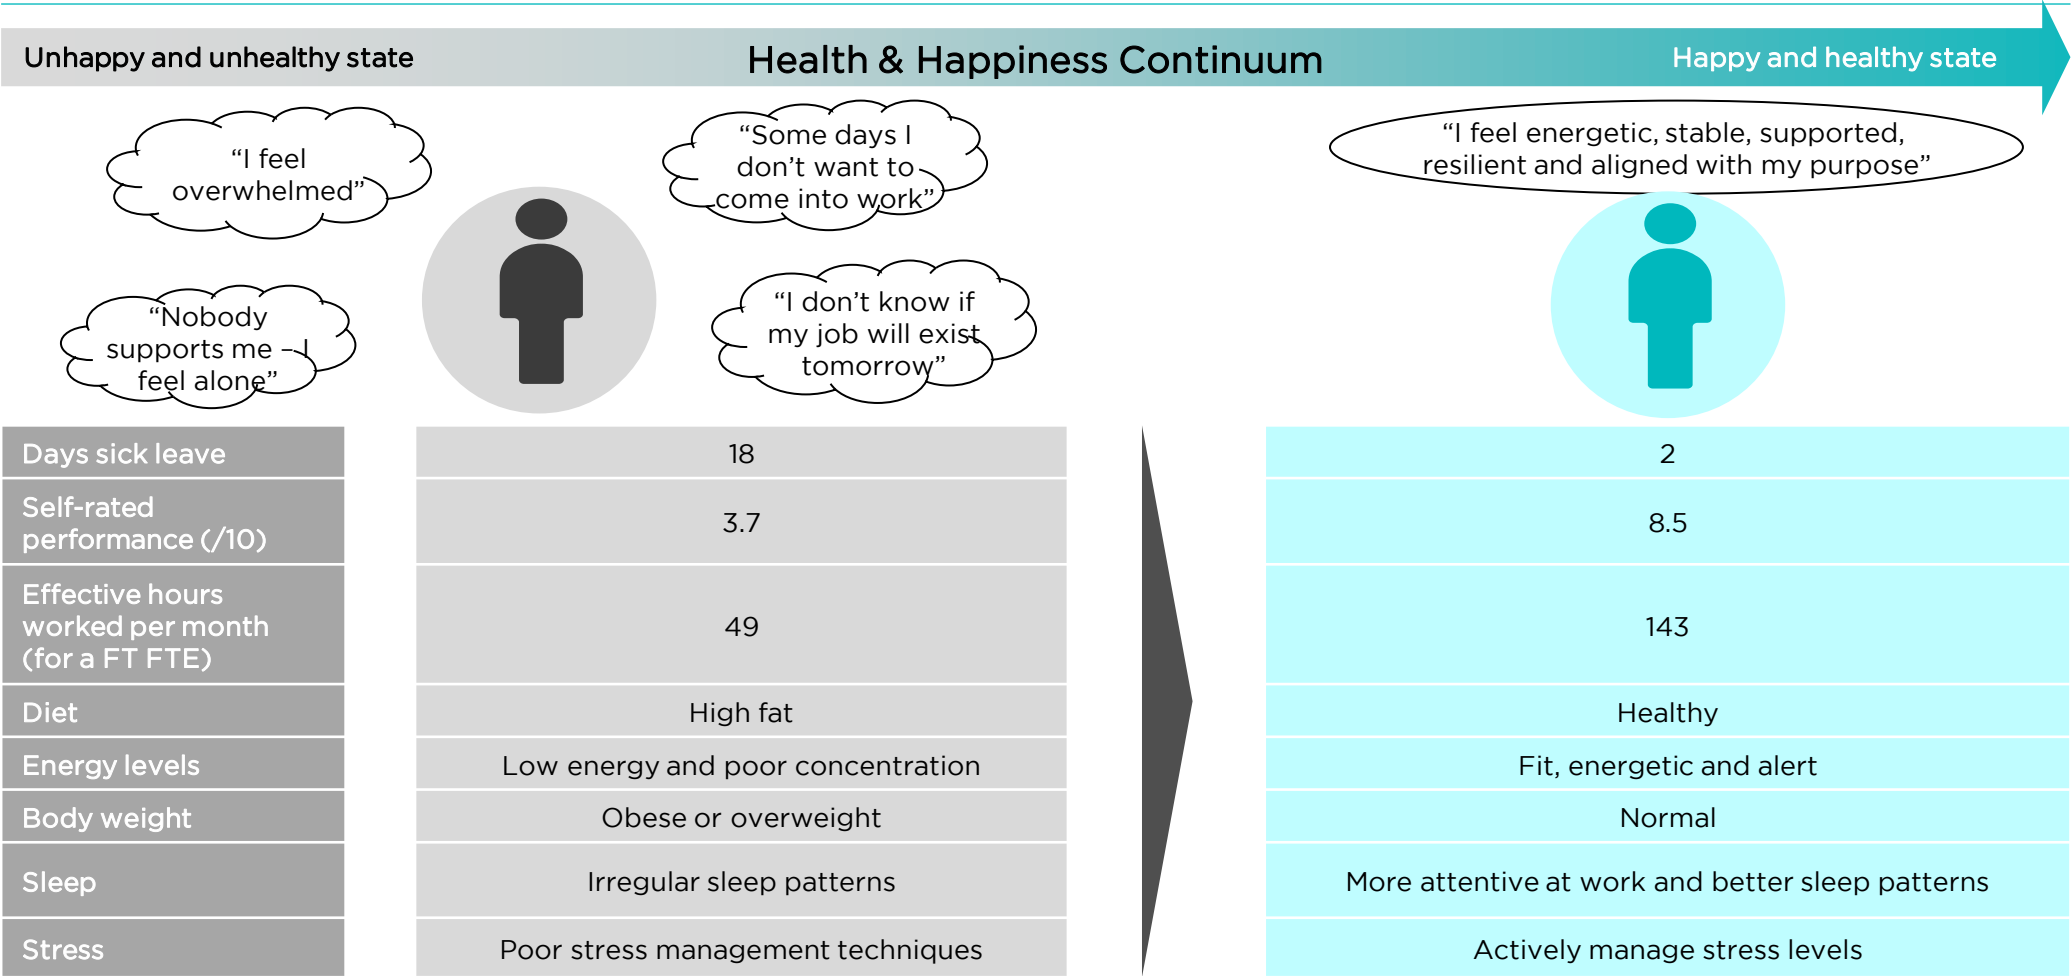 Unhappy and unhealthy state
Health & Happiness Continuum
Happy and healthy state
“I feel
overwhelmed”
“Some days I
don’t want to
come into work”
“I feel energetic, stable, supported,
resilient and aligned with my purpose”
“Nobody
supports me – I
feel alone”
“I don’t know if
my job will exist
tomorrow”
Days sick leave
18
2
Self-rated
performance (/10)
3.7
8.5
Effective hours
worked per month
(for a FT FTE)
49
143
Diet
High fat
Healthy
Energy levels
Low energy and poor concentration
Fit, energetic and alert
Body weight
Obese or overweight
Normal
Sleep
Irregular sleep patterns
More attentive at work and better sleep patterns
Stress
Poor stress management techniques
Actively manage stress levels